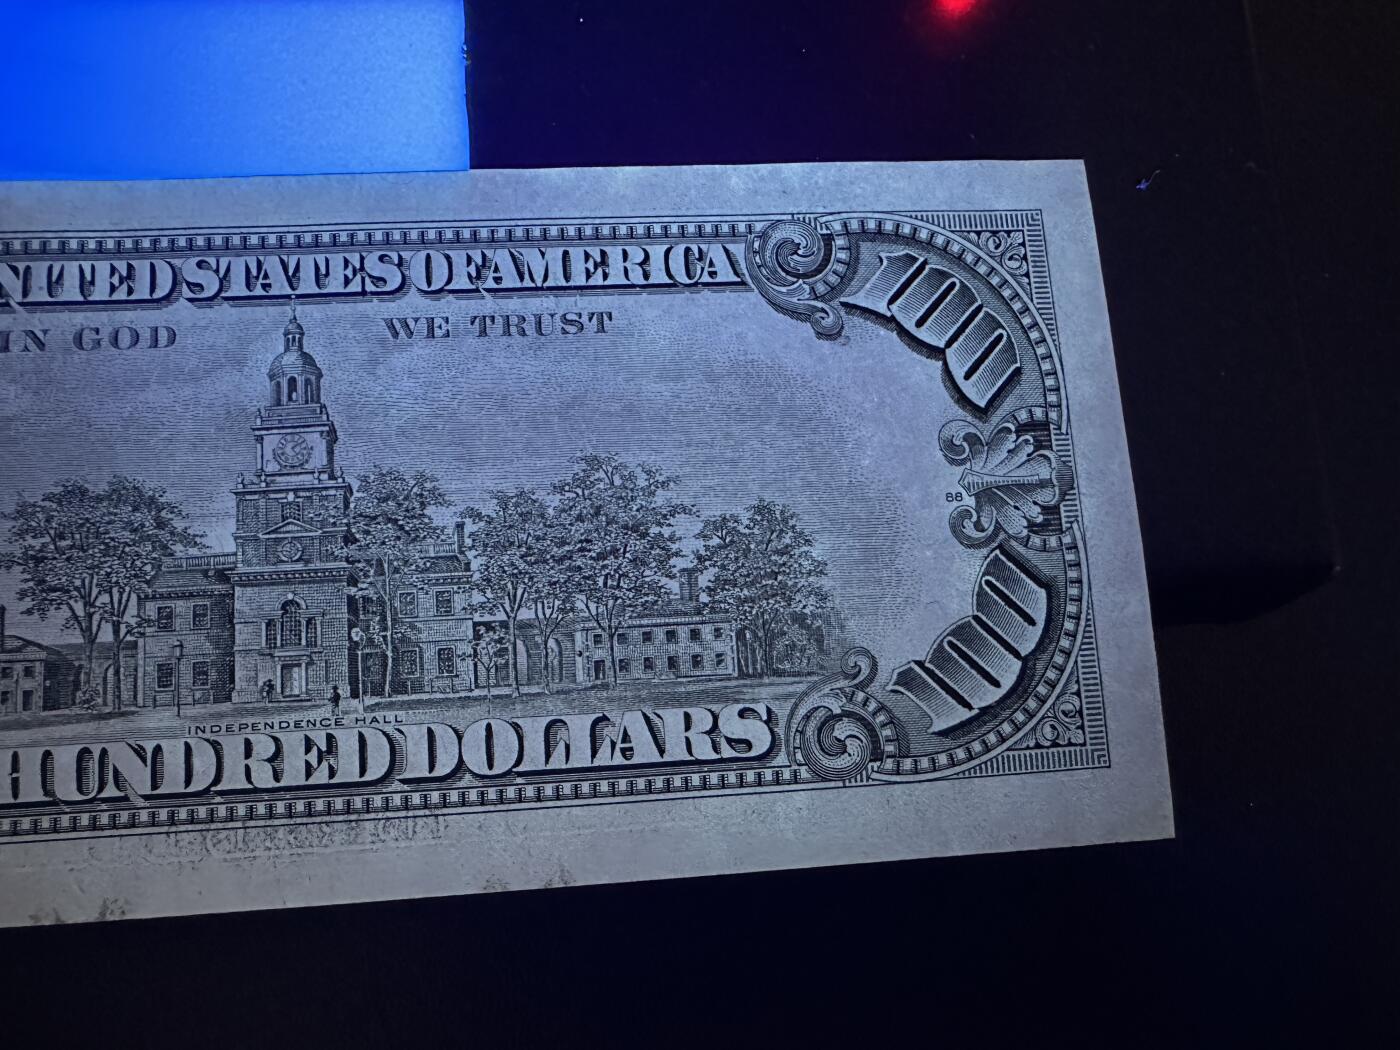 NITED STATES OF AMERICA
IN GOD WE TRUST
100
88
100
INDEPENDENCE HALL
HUNDRED DOLLARS